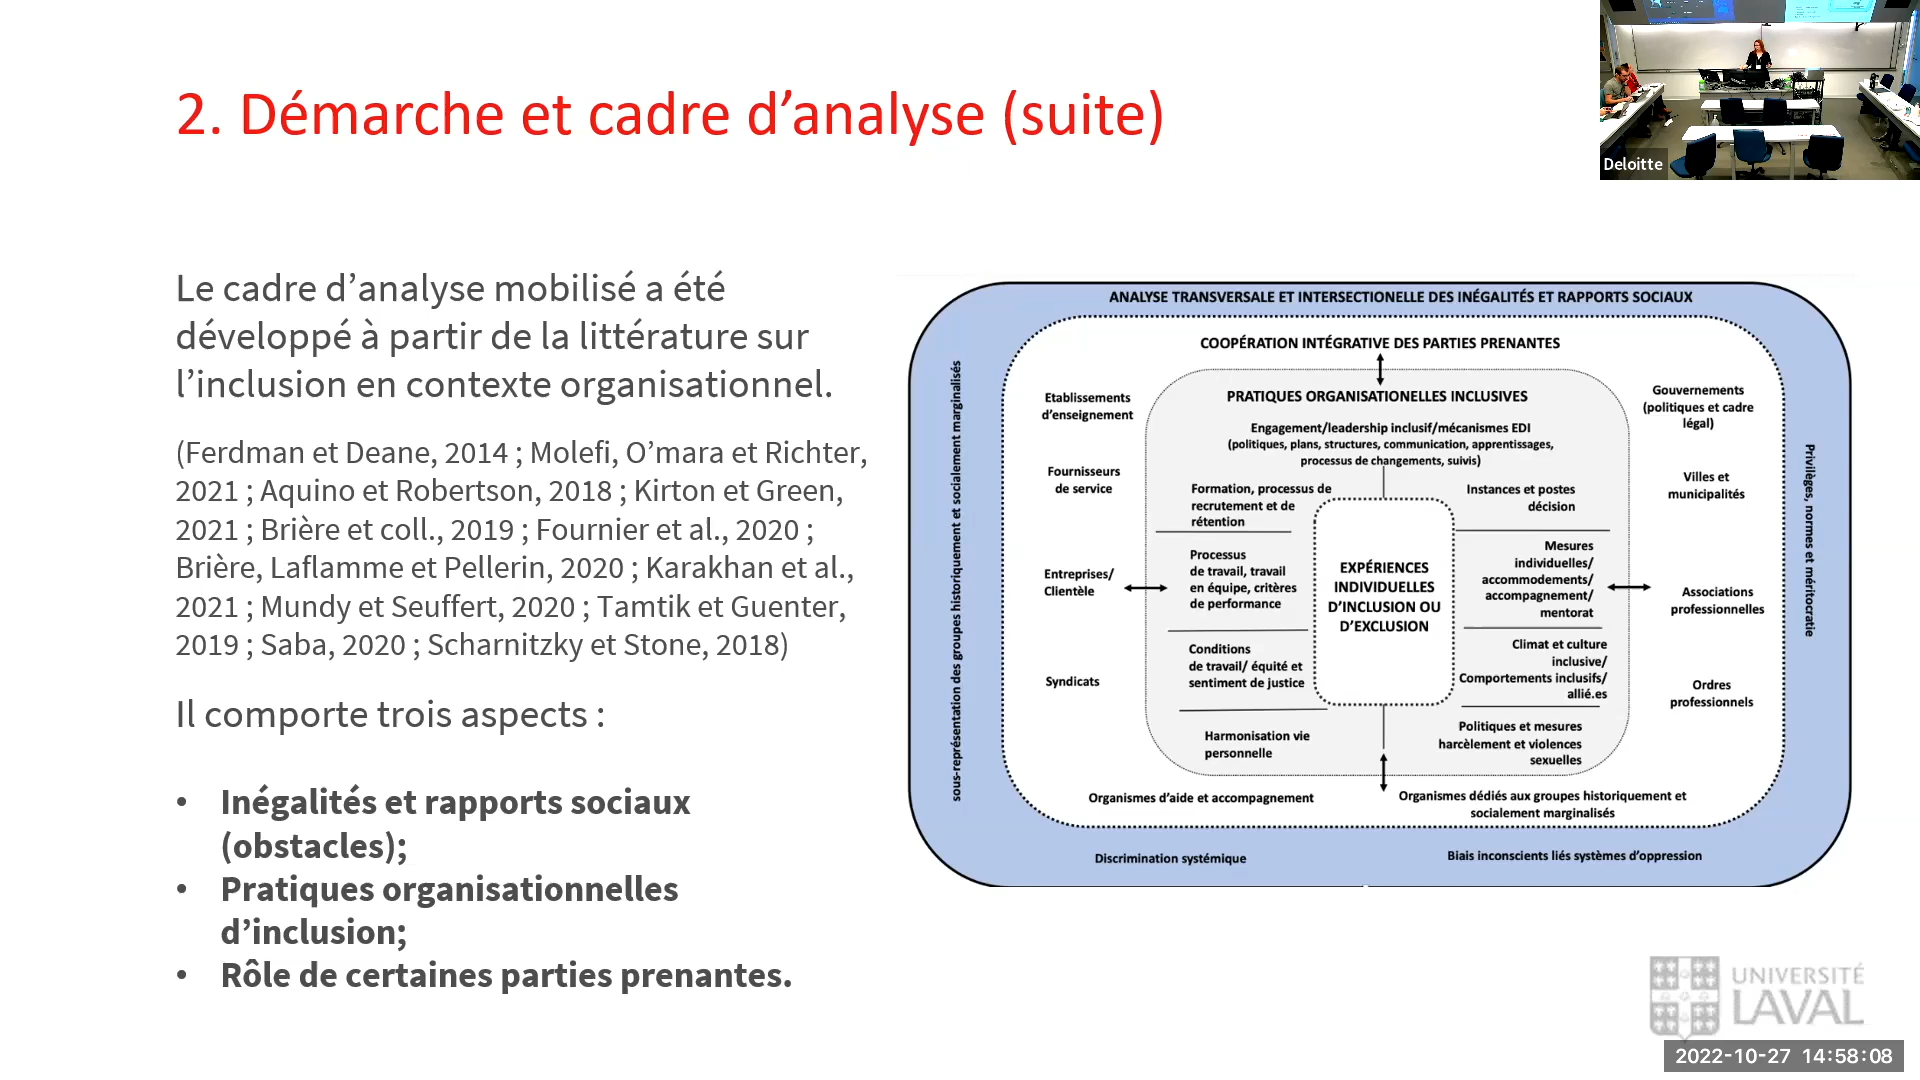 2. Démarche et cadre d’analyse (suite)
Deloitte
Le cadre d’analyse mobilisé a été
développé à partir de la littérature sur
l’inclusion en contexte organisationnel.
(Ferdman et Deane, 2014 ; Molefi, O’mara et Richter,
2021 ; Aquino et Robertson, 2018 ; Kirton et Green,
2021 ; Brière et coll., 2019 ; Fournier et al., 2020 ;
Brière, Laflamme et Pellerin, 2020 ; Karakhan et al.,
2021 ; Mundy et Seuffert, 2020 ; Tamtik et Guenter,
2019 ; Saba, 2020 ; Scharnitzky et Stone, 2018)
Il comporte trois aspects :
• Inégalités et rapports sociaux
(obstacles);
• Pratiques organisationnelles
d’inclusion;
• Rôle de certaines parties prenantes.
ANALYSE TRANSVERSALE ET INTERSECTIONELLE DES INÉGALITÉS ET RAPPORTS SOCIAUX
sous-représentation des groupes historiquement et socialement marginalisés
COOPÉRATION INTÉGRATIVE DES PARTIES PRENANTES
Etablissements
d’enseignement
Fournisseurs
de service
Entreprises/
Clientèle
Syndicats
PRATIQUES ORGANISATIONELLES INCLUSIVES
Engagement/leadership inclusif/mécanismes EDI
(politiques, plans, structures, communication, apprentissages,
processus de changements, suivis)
Formation, processus de
recrutement et de
rétention
Processus
de travail, travail
en équipe, critères
de performance
Conditions
de travail/ équité et
sentiment de justice
Harmonisation vie
personnelle
EXPÉRIENCES
INDIVIDUELLES
D’INCLUSION OU
D’EXCLUSION
Instances et postes
décision
Mesures
individuelles/
accommodements/
accompagnement/
mentorat
Climat et culture
inclusive/
Comportements inclusifs/
allié.es
Politiques et mesures
harcèlement et violences
sexuelles
Gouvernements
(politiques et cadre
légal)
Villes et
municipalités
Associations
professionelles
Ordres
professionnels
Privilèges, normes et méritocratie
Organismes d’aide et accompagnement
Organismes dédiés aux groupes historiquement et
socialement marginalisés
Discrimination systémique
Biais inconscients liés systèmes d’oppression
UNIVERSITÉ
LAVAL
2022-10-27 14:58:08